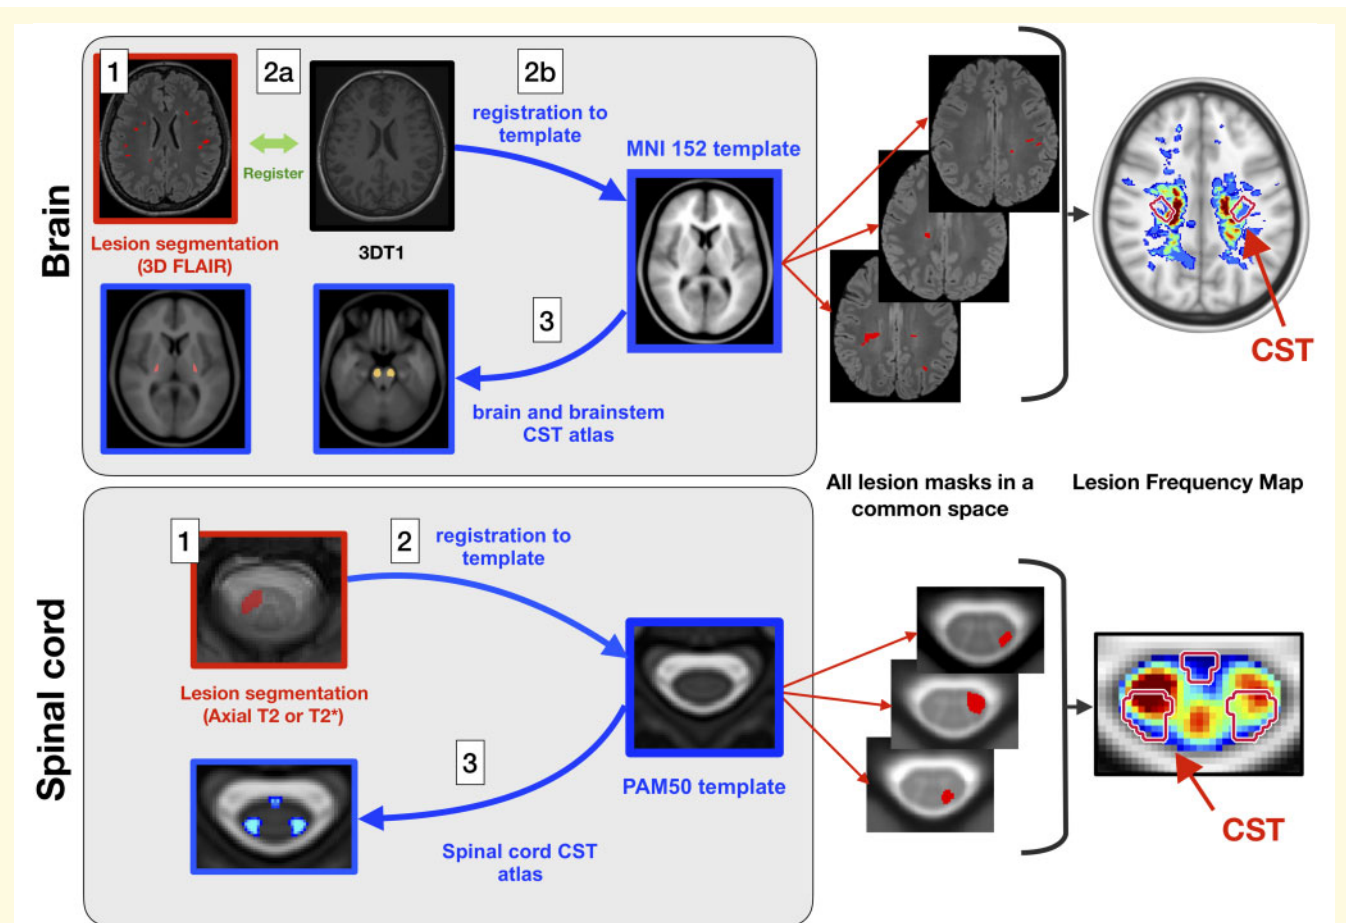 Brain
1
2a
2b
Register
registration to
template
MNI 152 template
Lesion segmentation
(3D FLAIR)
3DT1
3
brain and brainstem
CST atlas
CST
All lesion masks in a
common space
Lesion Frequency Map
Spinal cord
1
2
registration to
template
Lesion segmentation
(Axial T2 or T2*)
3
PAM50 template
Spinal cord CST
atlas
CST